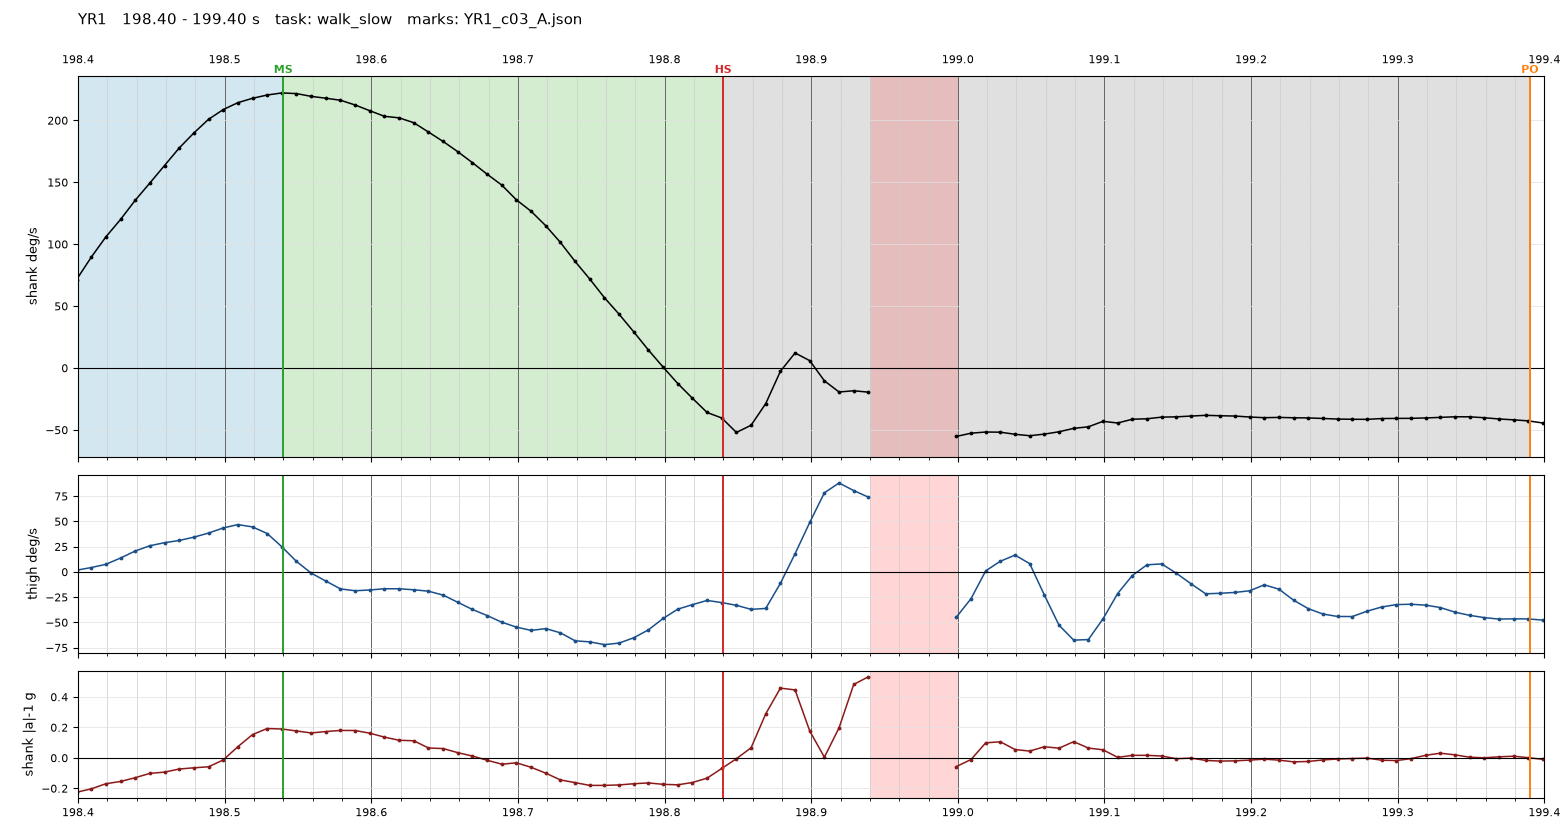 YR1   198.40 - 199.40 s   task: walk_slow   marks: YR1_c03_A.json
198.4 198.5 198.6 198.7 198.8 198.9 199.0 199.1 199.2 199.3 199.4
MS HS PO
shank deg/s
200
150
100
50
0
−50
thigh deg/s
75
50
25
0
−25
−50
−75
shank |a|-1 g
0.4
0.2
0.0
−0.2
198.4 198.5 198.6 198.7 198.8 198.9 199.0 199.1 199.2 199.3 199.4